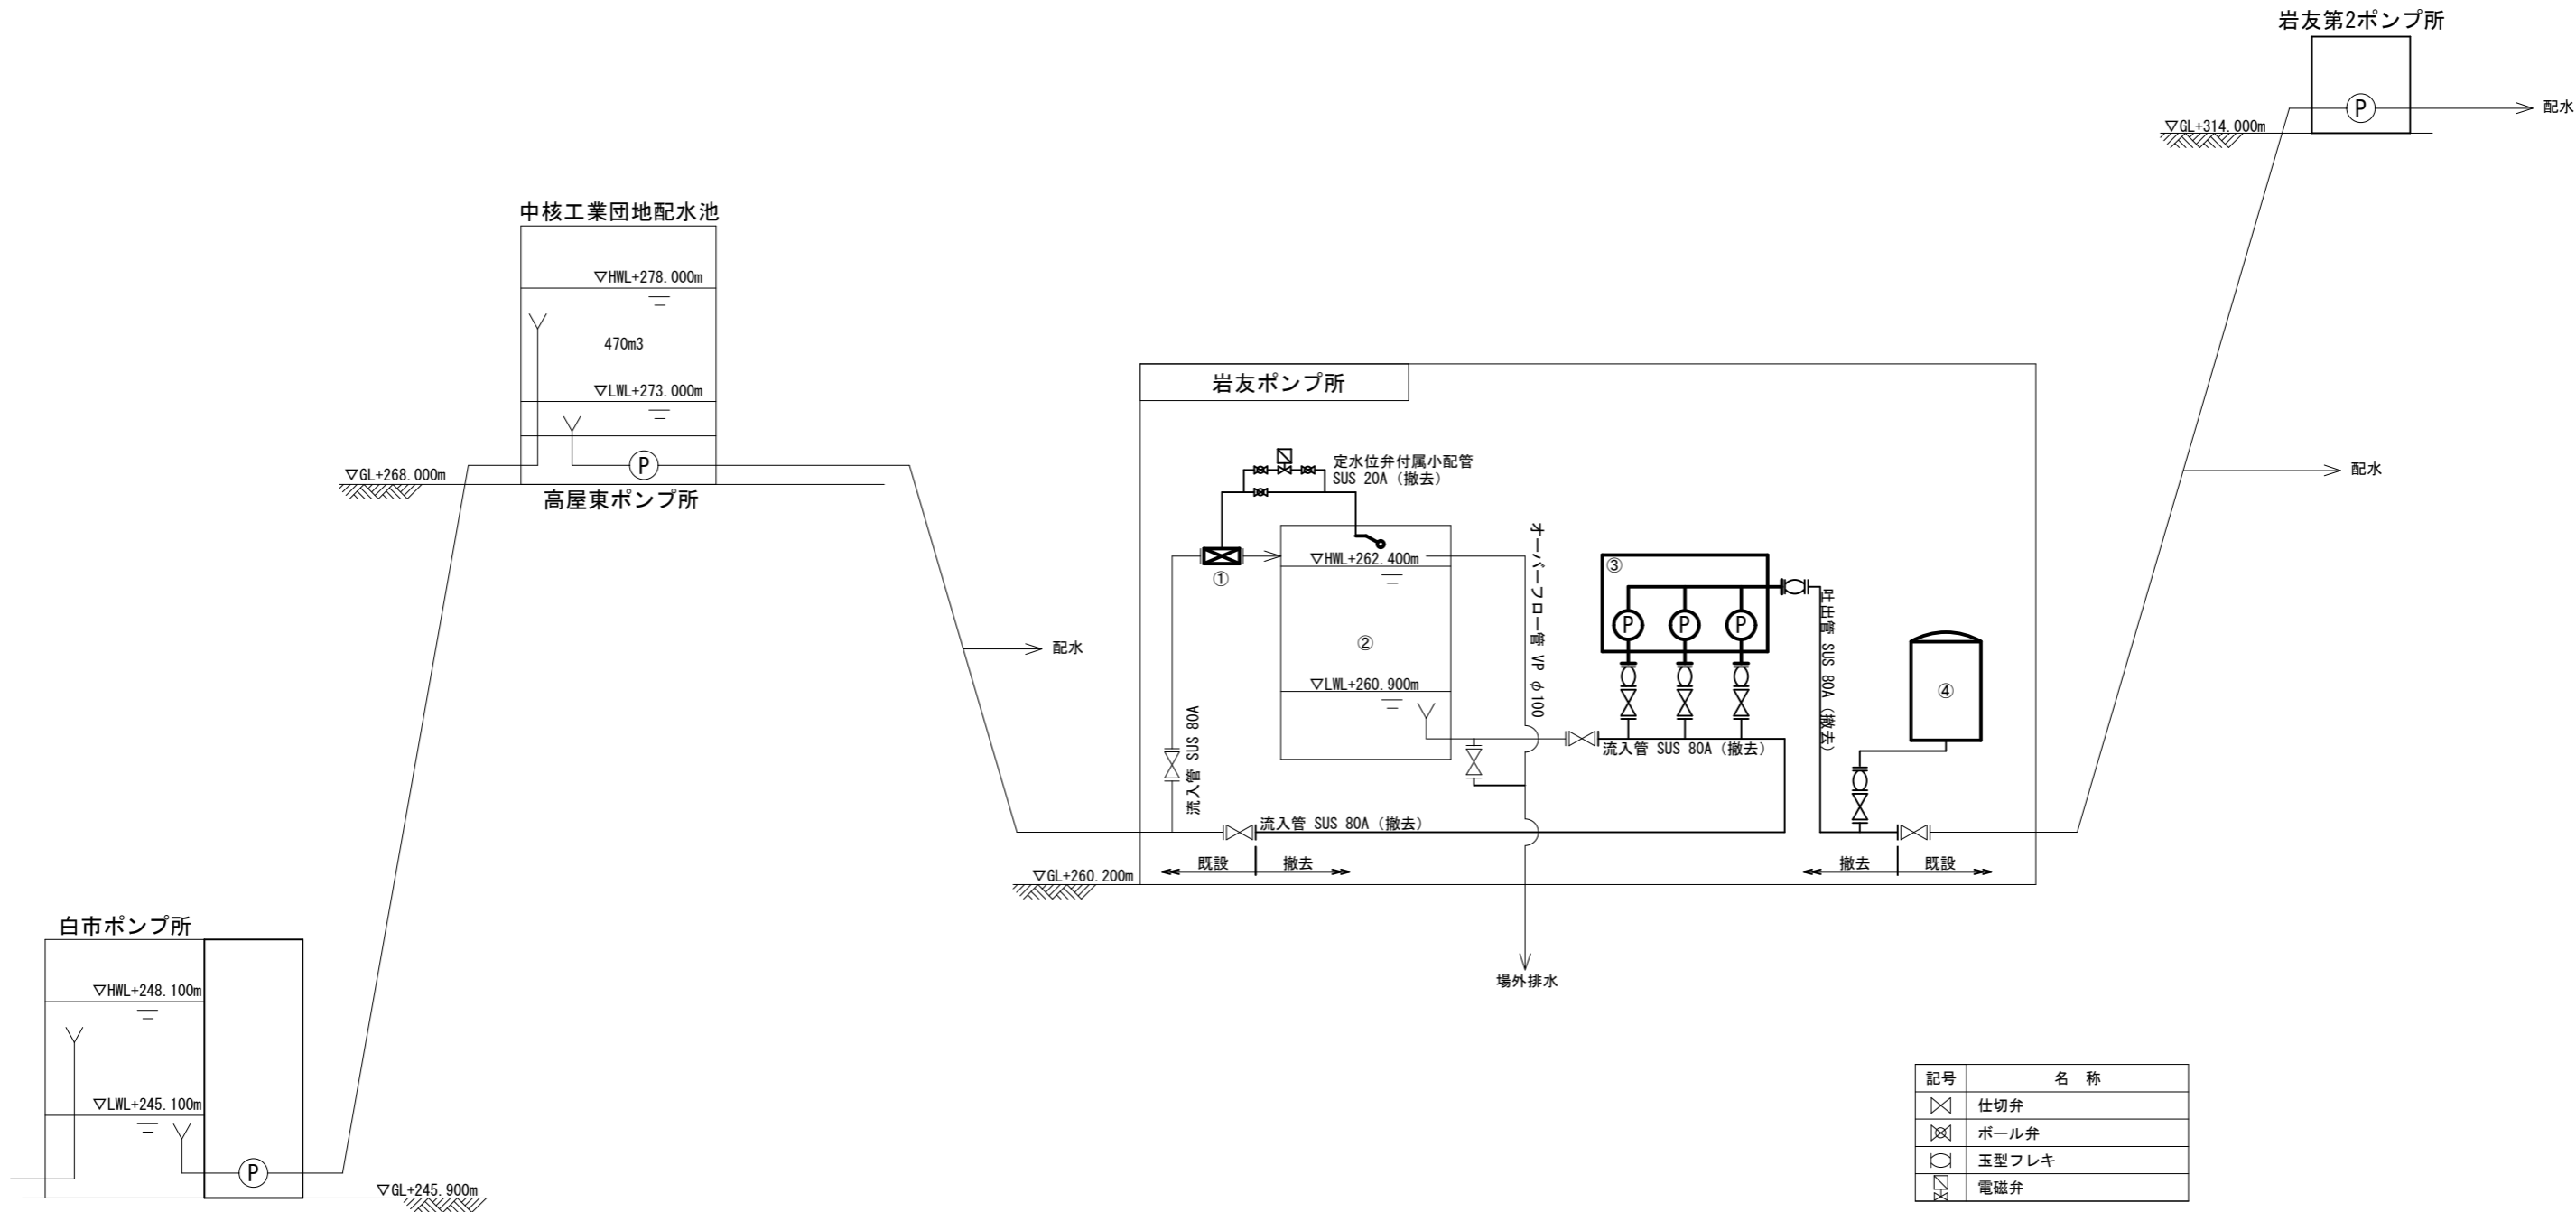 岩友第2ポンプ所
配水
▽GL+314.000m
中核工業団地配水池
▽HWL+278.000m
470m3
▽LWL+273.000m
P
▽GL+268.000m
高屋東ポンプ所
配水
配水
岩友ポンプ所
定水位弁付属小配管
SUS 20A (撤去)
①
▽HWL+262.400m
②
▽LWL+260.900m
オーバーフロー管 VP φ100
③
P P P
吐出管 SUS 80A (撤去)
④
流入管 SUS 80A
流入管 SUS 80A (撤去)
流入管 SUS 80A (撤去)
既設 撤去
撤去 既設
▽GL+260.200m
場外排水
P
白市ポンプ所
▽HWL+248.100m
▽LWL+245.100m
P
▽GL+245.900m
記号 名 称
仕切弁
ボール弁
玉型フレキ
電磁弁